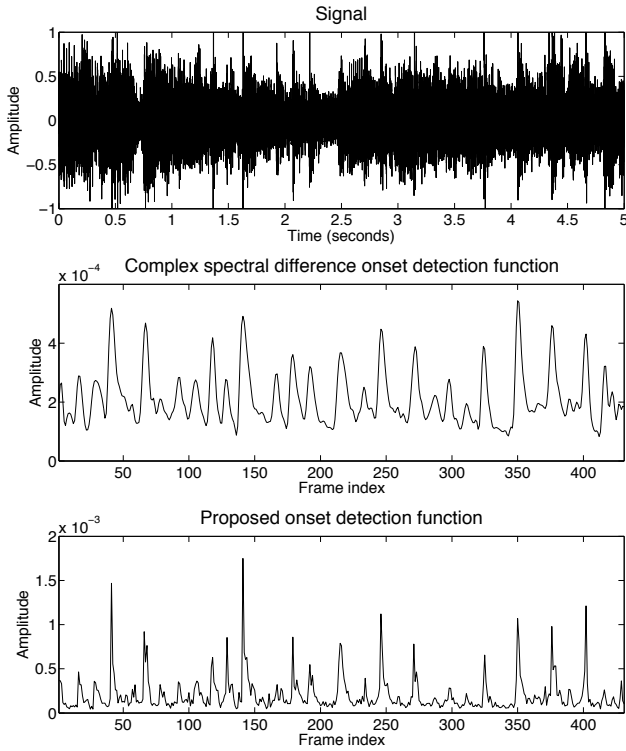 Signal
1
0.5
0
−0.5
−1
Amplitude
0 0.5 1 1.5 2 2.5 3 3.5 4 4.5 5
Time (seconds)
Complex spectral difference onset detection function
x 10⁻⁴
4
2
0
Amplitude
50 100 150 200 250 300 350 400
Frame index
Proposed onset detection function
x 10⁻³
2
1.5
1
0.5
0
Amplitude
50 100 150 200 250 300 350 400
Frame index